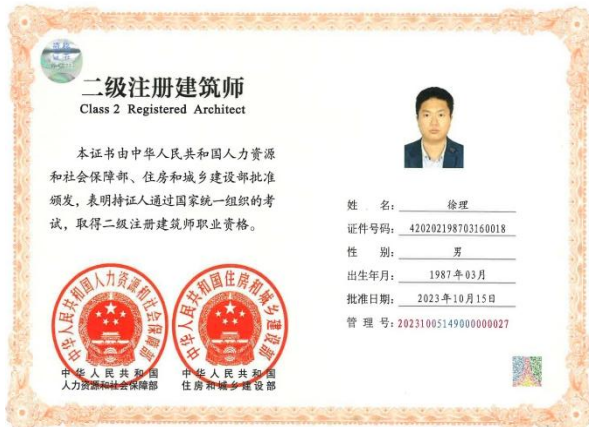 二级注册建筑师
Class 2 Registered Architect
本证书由中华人民共和国人力资源
和社会保障部、住房和城乡建设部批准
颁发，表明持证人通过国家统一组织的考
试，取得二级注册建筑师职业资格。
中华人民共和国人力资源和社会保障部
中华人民共和国住房和城乡建设部
中华人民共和国
人力资源和社会保障部
中华人民共和国
住房和城乡建设部
姓 名： 徐理
证件号码： 420202198703160018
性 别： 男
出生年月： 1987年03月
批准日期： 2023年10月15日
管 理 号: 20231005149000000027